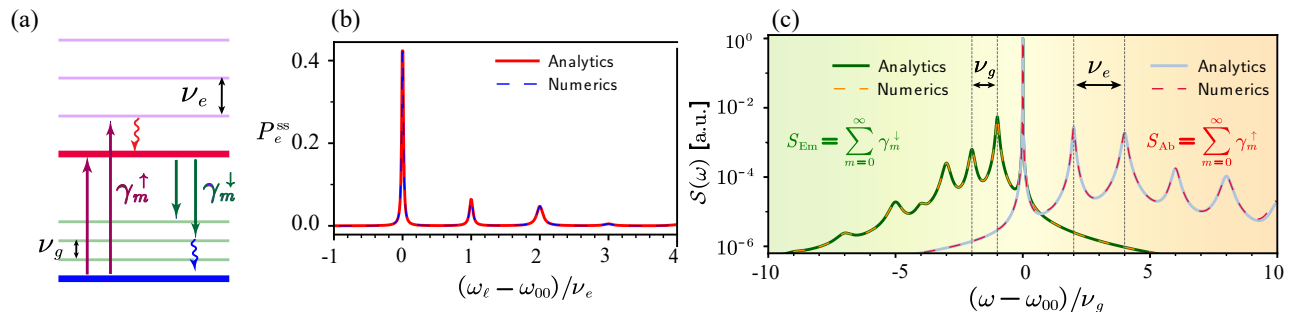 (a)
ν_e
γ_m^↑
γ_m^↓
ν_g
(b)
P_e^ss
0.4
0.2
0.0
Analytics
Numerics
-1 0 1 2 3 4
(ω_ℓ − ω_00)/ν_e
(c)
S(ω) [a.u.]
10^0
10^−2
10^−4
10^−6
Analytics
Numerics
S_Em = ∑_{m=0}^{∞} γ_m^↓
ν_g
ν_e
Analytics
Numerics
S_Ab = ∑_{m=0}^{∞} γ_m^↑
-10 -5 0 5 10
(ω − ω_00)/ν_g